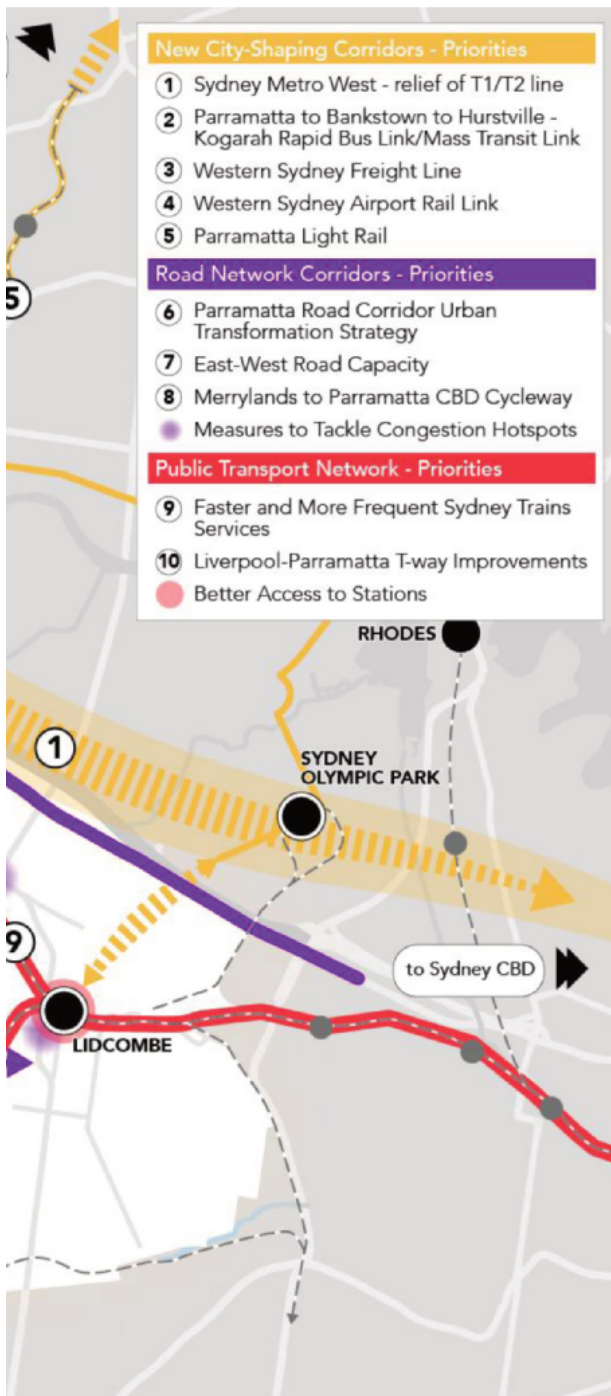 New City-Shaping Corridors - Priorities
1 Sydney Metro West - relief of T1/T2 line
2 Parramatta to Bankstown to Hurstville -
Kogarah Rapid Bus Link/Mass Transit Link
3 Western Sydney Freight Line
4 Western Sydney Airport Rail Link
5 Parramatta Light Rail
Road Network Corridors - Priorities
6 Parramatta Road Corridor Urban
Transformation Strategy
7 East-West Road Capacity
8 Merrylands to Parramatta CBD Cycleway
Measures to Tackle Congestion Hotspots
Public Transport Network - Priorities
9 Faster and More Frequent Sydney Trains
Services
10 Liverpool-Parramatta T-way Improvements
Better Access to Stations
5
RHODES
1
SYDNEY
OLYMPIC PARK
9
to Sydney CBD
LIDCOMBE